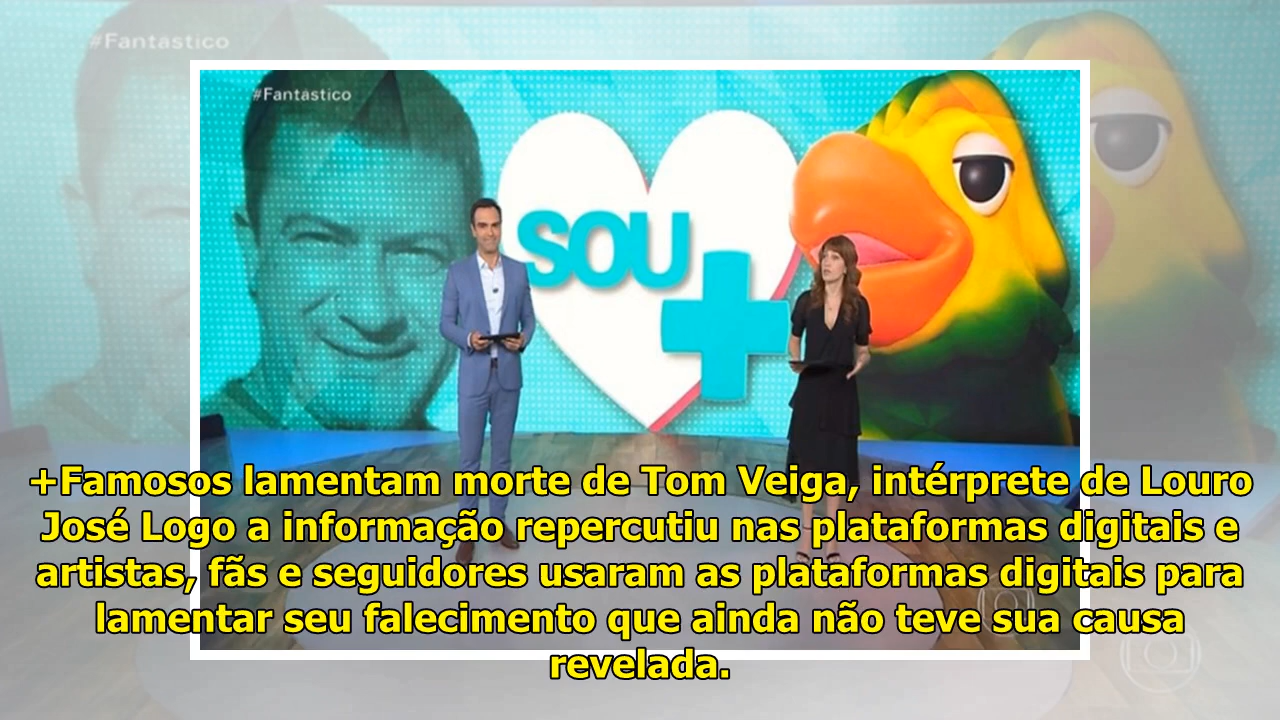 #Fantastico
#Fantastico
SOU
+
+Famosos lamentam morte de Tom Veiga, intérprete de Louro
José Logo a informação repercutiu nas plataformas digitais e
artistas, fãs e seguidores usaram as plataformas digitais para
lamentar seu falecimento que ainda não teve sua causa
revelada.